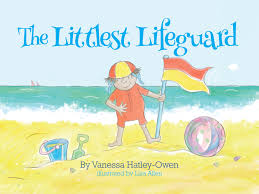 The Littlest Lifeguard
By Vanessa Hatley-Owen
illustrated by Lisa Allen